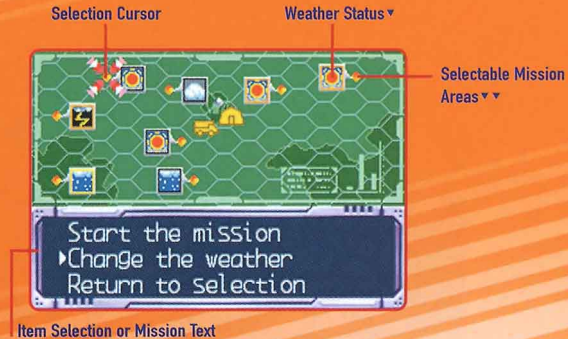 Selection Cursor
Weather Status▼
Selectable Mission
Areas▼▼
Start the mission
▶Change the weather
Return to selection
Item Selection or Mission Text